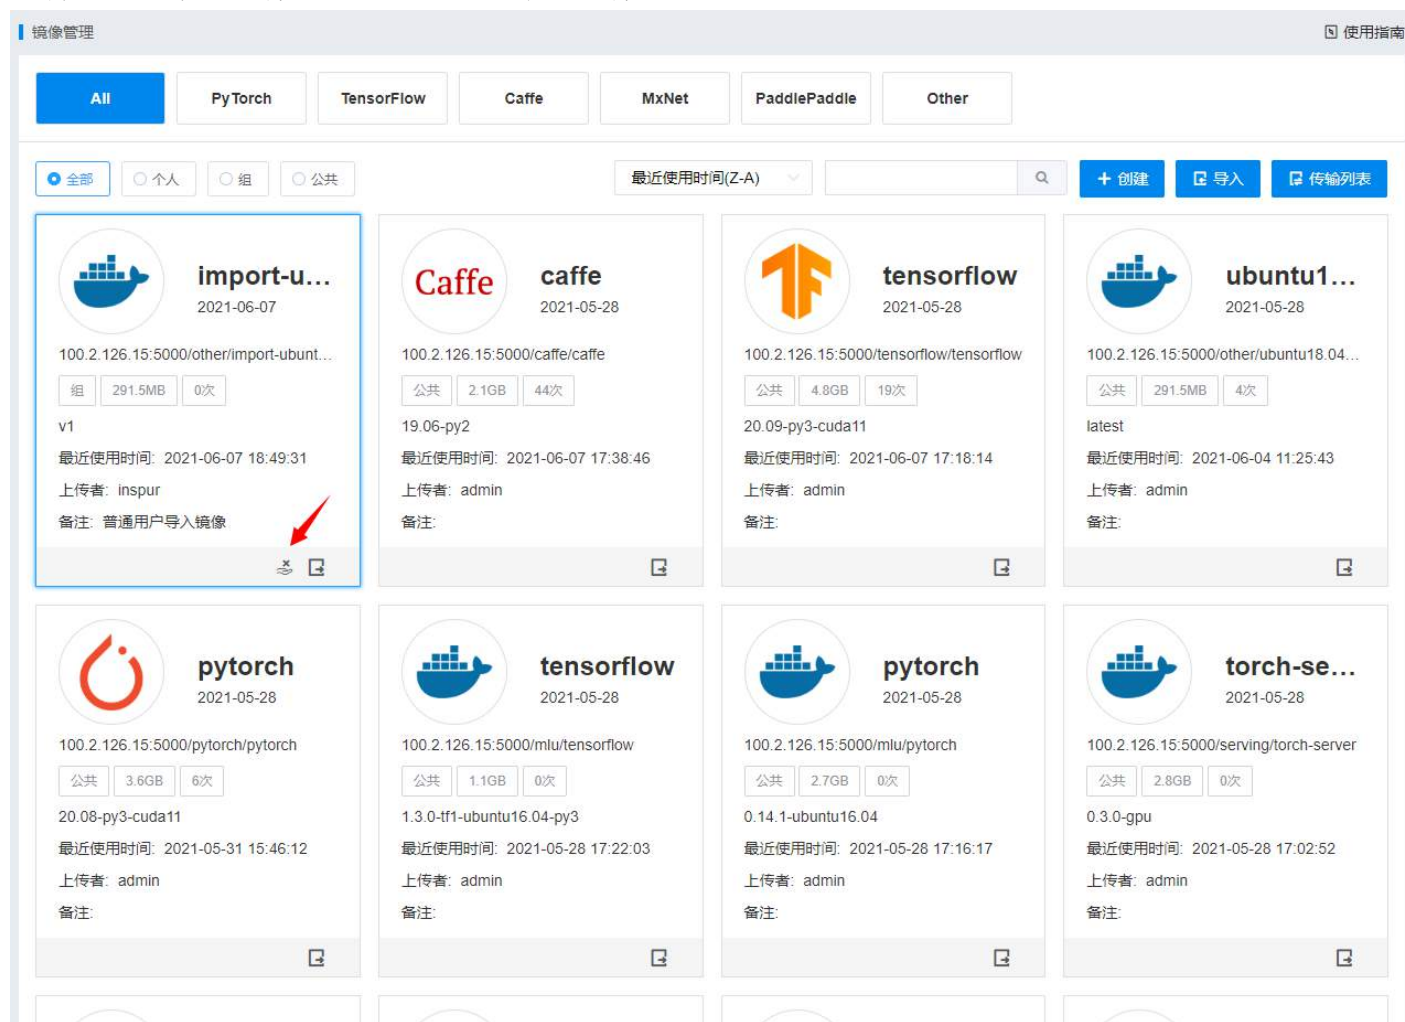 镜像管理
使用指南
All
PyTorch
TensorFlow
Caffe
MxNet
PaddlePaddle
Other
全部
个人
组
公共
最近使用时间(Z-A)
创建
导入
传输列表
import-u...
2021-06-07
100.2.126.15:5000/other/import-ubunt...
组 291.5MB 0次
v1
最近使用时间: 2021-06-07 18:49:31
上传者: inspur
备注: 普通用户导入镜像
Caffe
caffe
2021-05-28
100.2.126.15:5000/caffe/caffe
公共 2.1GB 44次
19.06-py2
最近使用时间: 2021-06-07 17:38:46
上传者: admin
备注:
tensorflow
2021-05-28
100.2.126.15:5000/tensorflow/tensorflow
公共 4.8GB 19次
20.09-py3-cuda11
最近使用时间: 2021-06-07 17:18:14
上传者: admin
备注:
ubuntu1...
2021-05-28
100.2.126.15:5000/other/ubuntu18.04...
公共 291.5MB 4次
latest
最近使用时间: 2021-06-04 11:25:43
上传者: admin
备注:
pytorch
2021-05-28
100.2.126.15:5000/pytorch/pytorch
公共 3.6GB 6次
20.08-py3-cuda11
最近使用时间: 2021-05-31 15:46:12
上传者: admin
备注:
tensorflow
2021-05-28
100.2.126.15:5000/mlu/tensorflow
公共 1.1GB 0次
1.3.0-tf1-ubuntu16.04-py3
最近使用时间: 2021-05-28 17:22:03
上传者: admin
备注:
pytorch
2021-05-28
100.2.126.15:5000/mlu/pytorch
公共 2.7GB 0次
0.14.1-ubuntu16.04
最近使用时间: 2021-05-28 17:16:17
上传者: admin
备注:
torch-se...
2021-05-28
100.2.126.15:5000/serving/torch-server
公共 2.8GB 0次
0.3.0-gpu
最近使用时间: 2021-05-28 17:02:52
上传者: admin
备注: